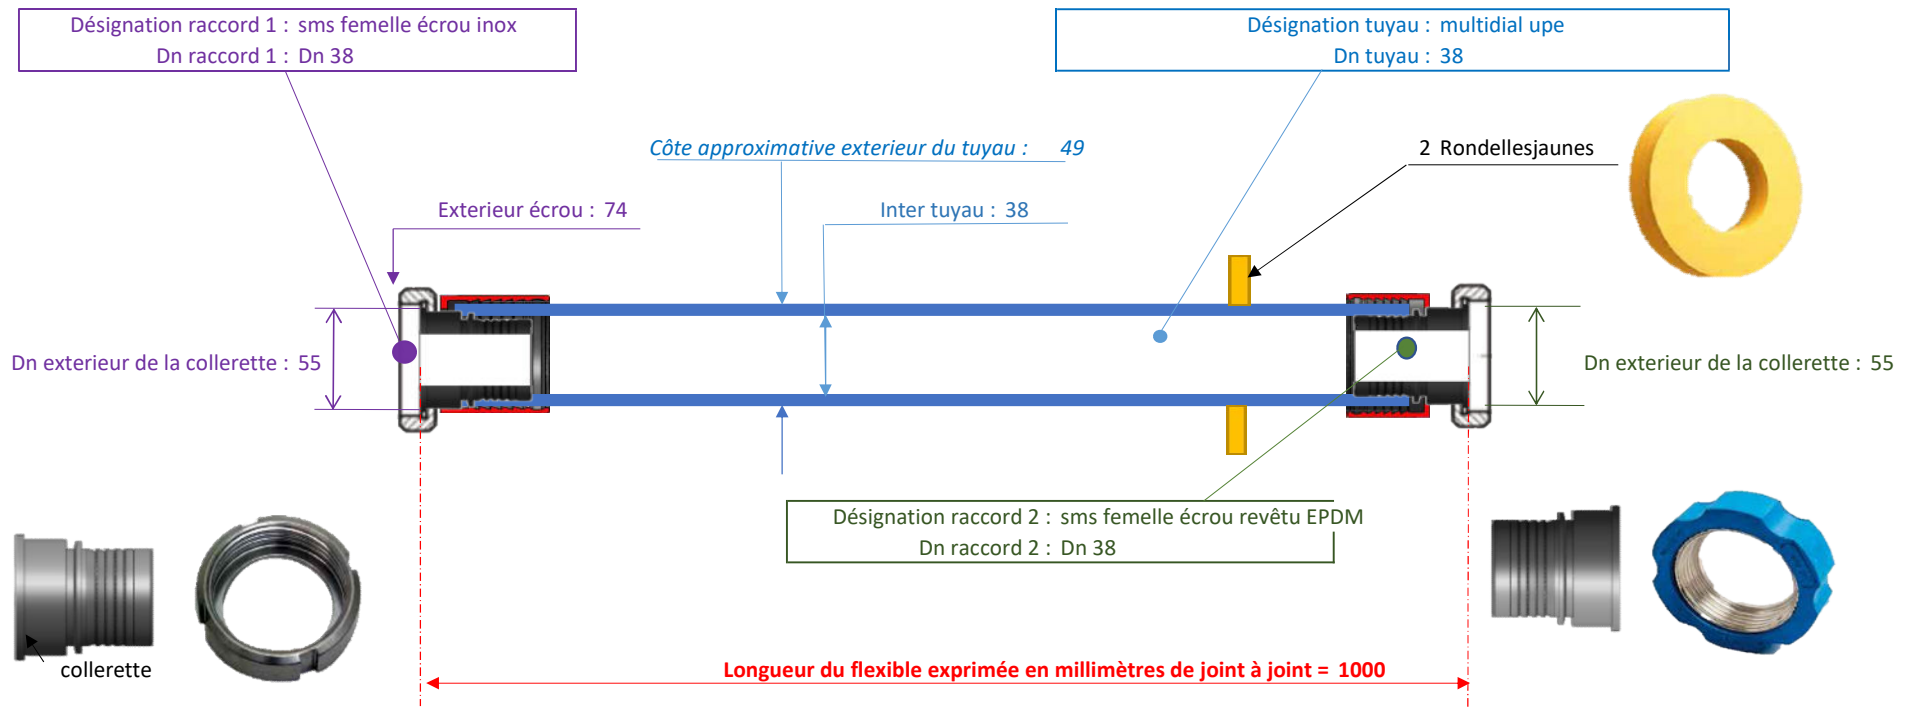 Désignation raccord 1 : sms femelle écrou inox
Dn raccord 1 : Dn 38
Désignation tuyau : multidial upe
Dn tuyau : 38
Côte approximative exterieur du tuyau : 49
2 Rondellesjaunes
Exterieur écrou : 74
Inter tuyau : 38
Dn exterieur de la collerette : 55
Dn exterieur de la collerette : 55
Désignation raccord 2 : sms femelle écrou revêtu EPDM
Dn raccord 2 : Dn 38
collerette
Longueur du flexible exprimée en millimètres de joint à joint = 1000